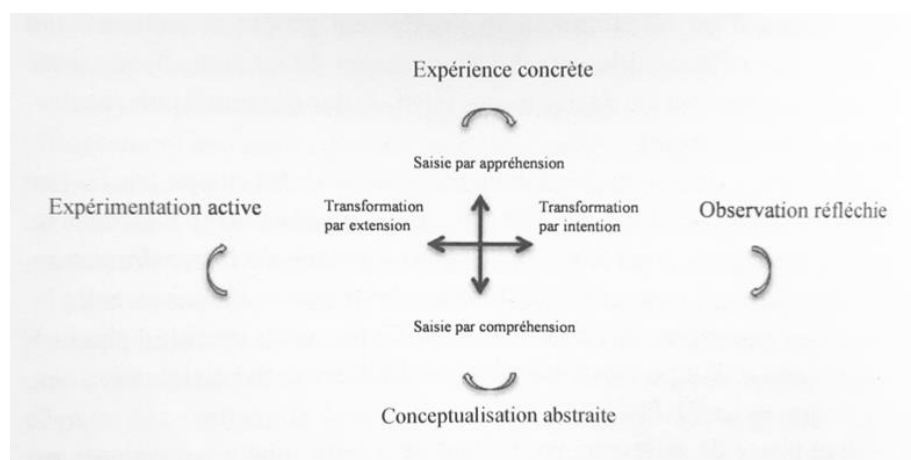 Expérience concrète
Saisie par appréhension
Expérimentation active
Transformation
par extension
Transformation
par intention
Observation réfléchie
Saisie par compréhension
Conceptualisation abstraite